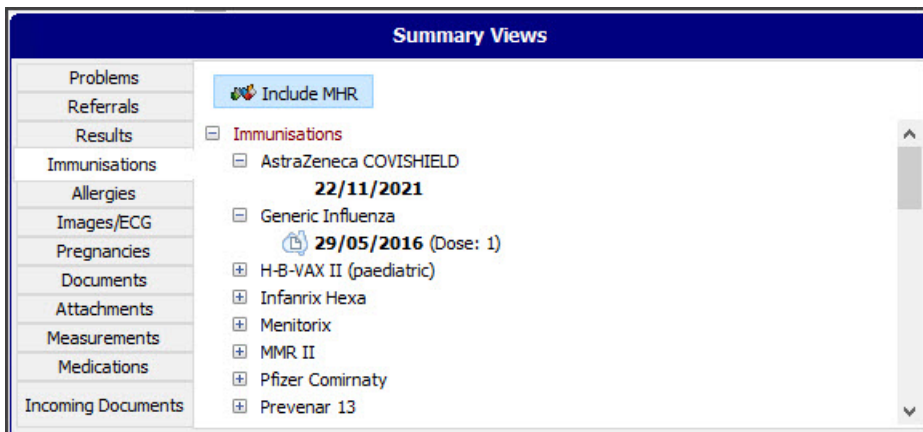 Summary Views
Problems
Referrals
Results
Immunisations
Allergies
Images/ECG
Pregnancies
Documents
Attachments
Measurements
Medications
Incoming Documents
Include MHR
Immunisations
AstraZeneca COVISHIELD
22/11/2021
Generic Influenza
29/05/2016 (Dose: 1)
H-B-VAX II (paediatric)
Infanrix Hexa
Menitorix
MMR II
Pfizer Comirnaty
Prevenar 13